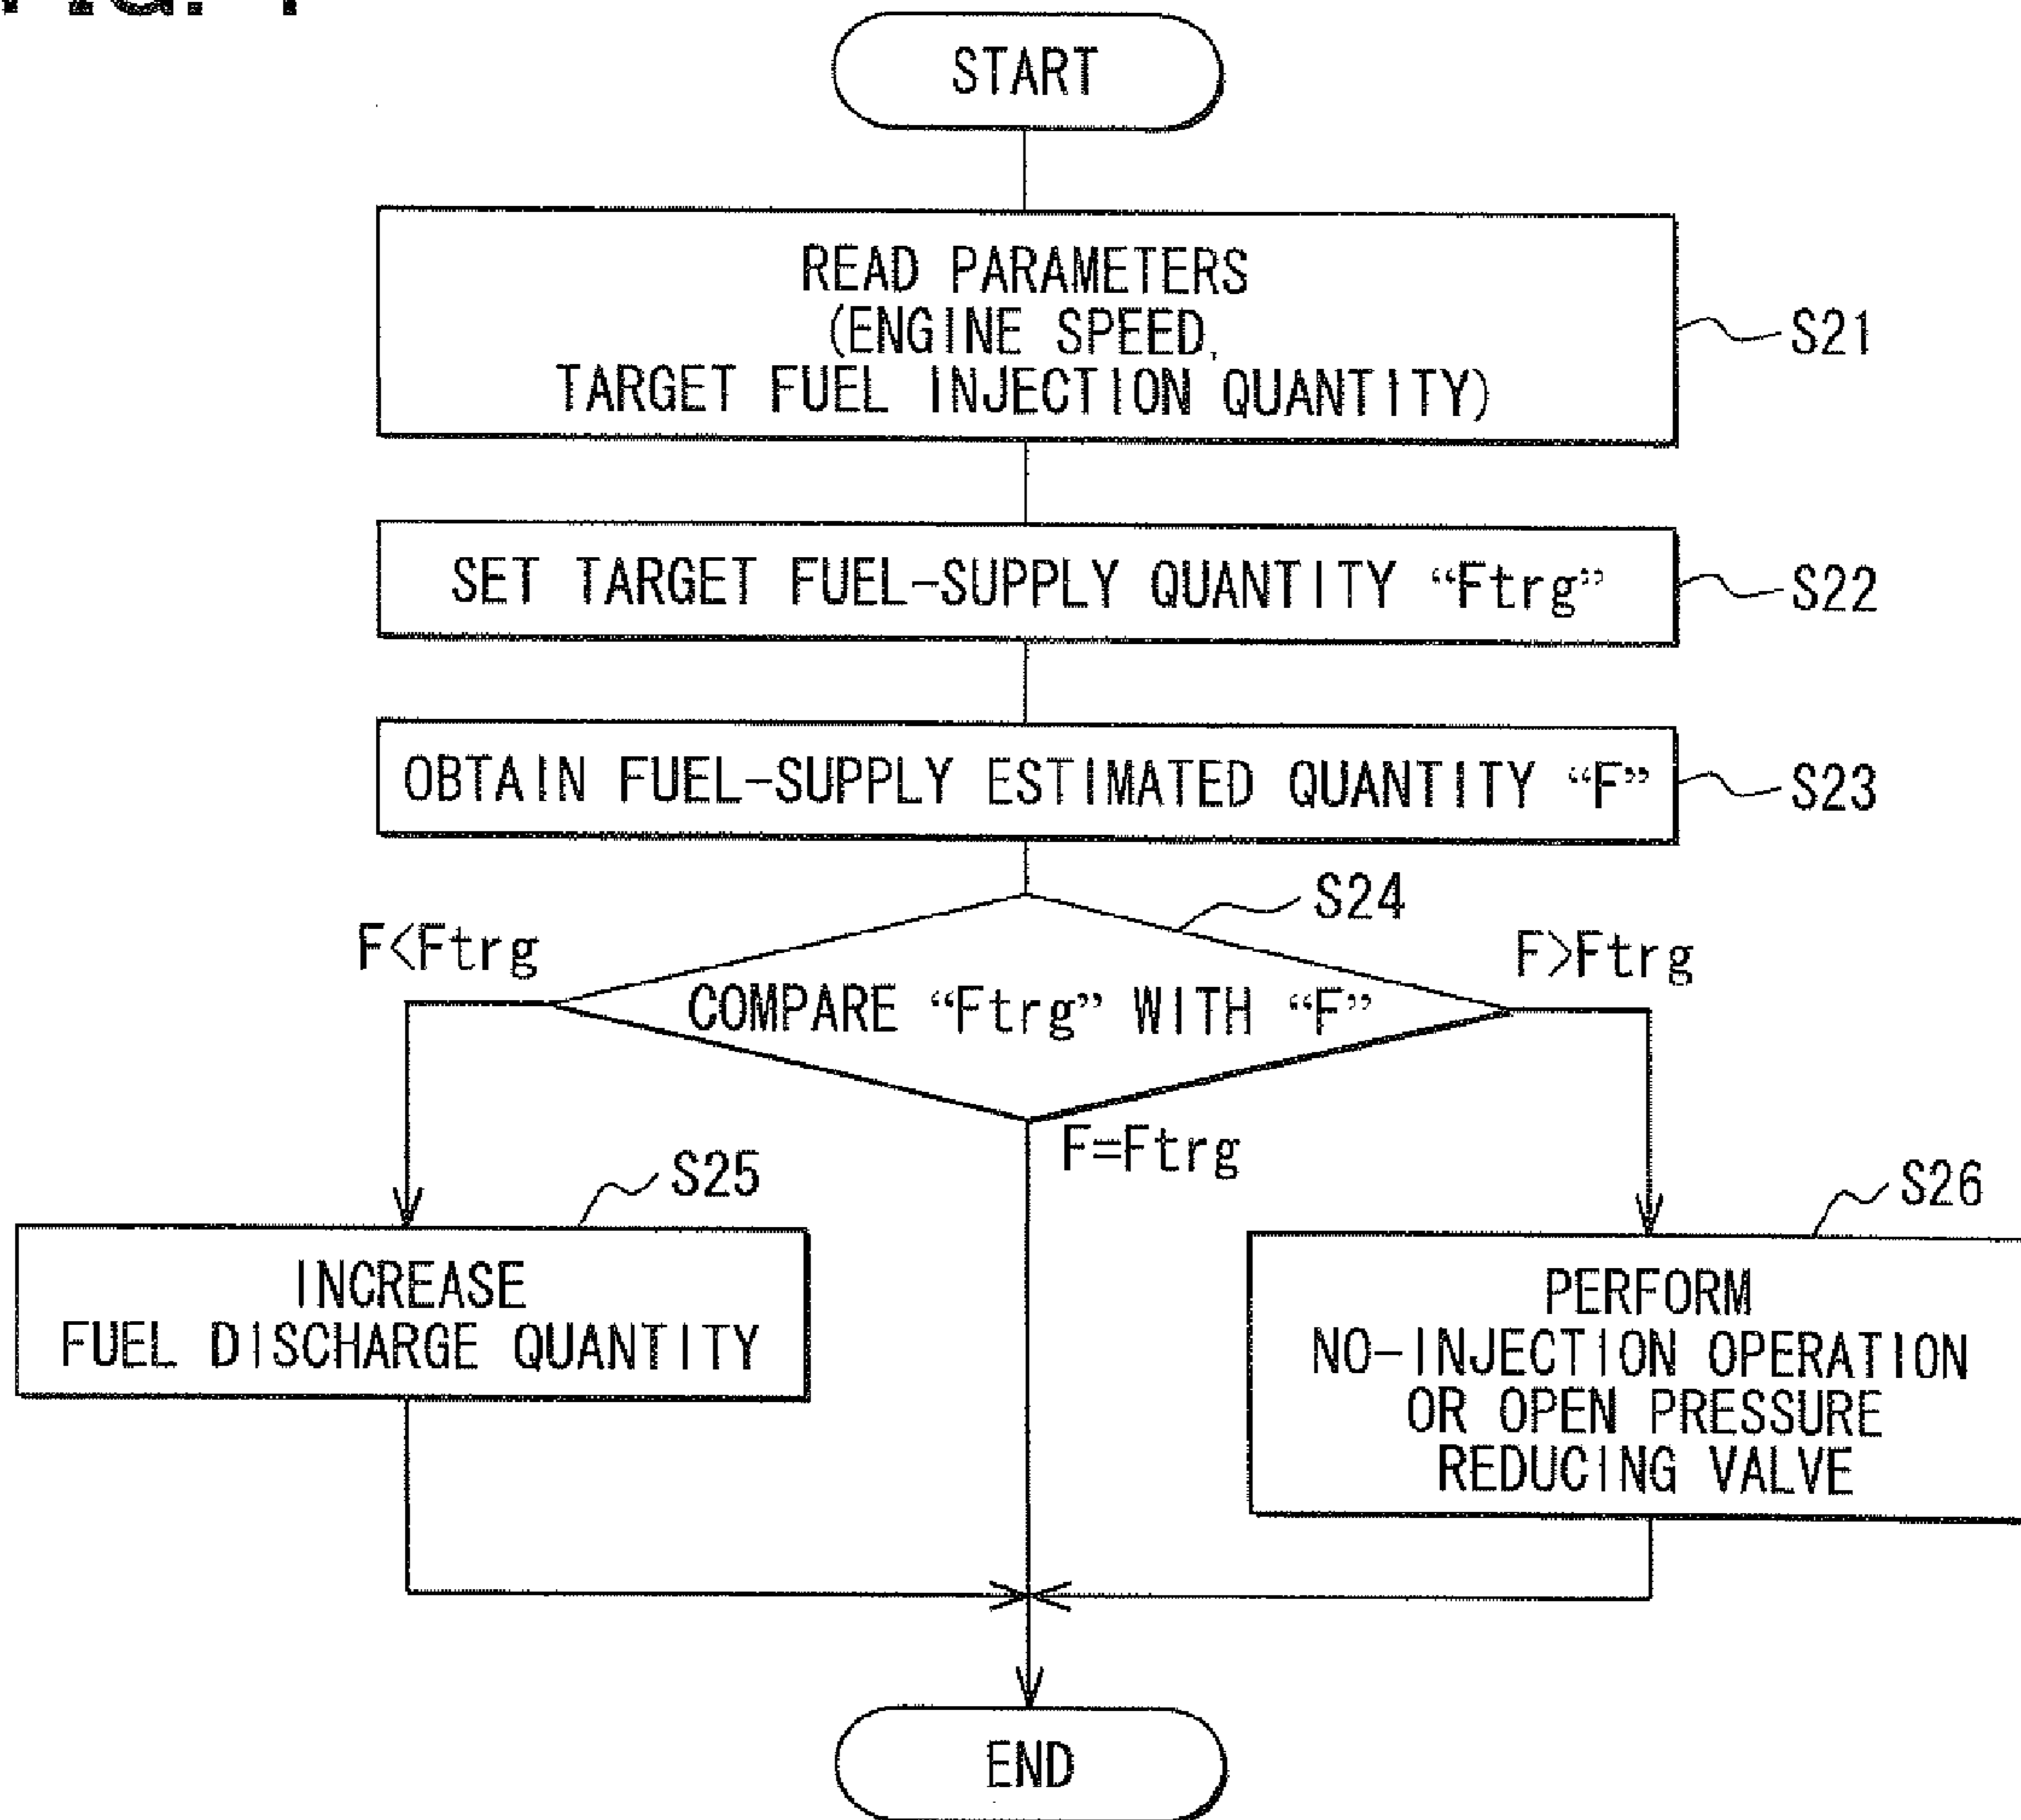 START
READ PARAMETERS
(ENGINE SPEED,
TARGET FUEL INJECTION QUANTITY)
S21
SET TARGET FUEL-SUPPLY QUANTITY “Ftrg”
S22
OBTAIN FUEL-SUPPLY ESTIMATED QUANTITY “F”
S23
S24
F<Ftrg
F>Ftrg
COMPARE “Ftrg” WITH “F”
F=Ftrg
S25
S26
INCREASE
FUEL DISCHARGE QUANTITY
PERFORM
NO-INJECTION OPERATION
OR OPEN PRESSURE
REDUCING VALVE
END